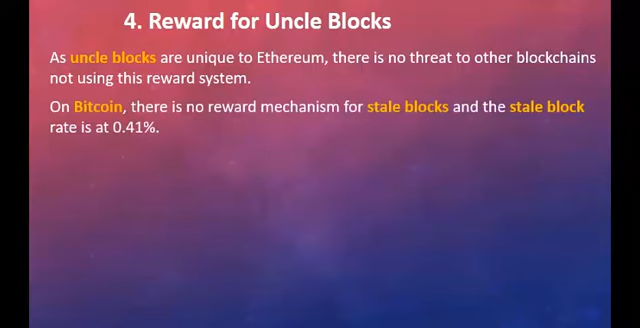 4. Reward for Uncle Blocks
As uncle blocks are unique to Ethereum, there is no threat to other blockchains
not using this reward system.
On Bitcoin, there is no reward mechanism for stale blocks and the stale block
rate is at 0.41%.